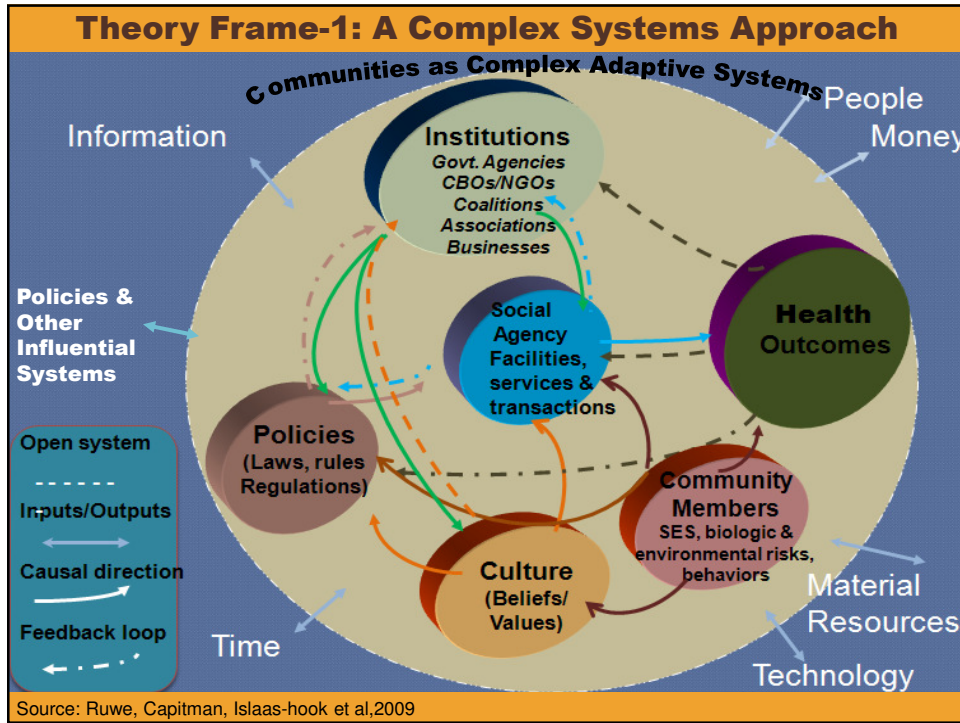 Theory Frame-1: A Complex Systems Approach
Communities as Complex Adaptive Systems
Information
People
Money
Institutions
Govt. Agencies
CBOs/NGOs
Coalitions
Associations
Businesses
Policies &
Other
Influential
Systems
Social
Agency
Facilities,
services &
transactions
Health
Outcomes
Policies
(Laws, rules
Regulations)
Community
Members
SES, biologic &
environmental risks,
behaviors
Culture
(Beliefs/
Values)
Open system
Inputs/Outputs
Causal direction
Feedback loop
Time
Material
Resources
Technology
Source: Ruwe, Capitman, Islaas-hook et al,2009